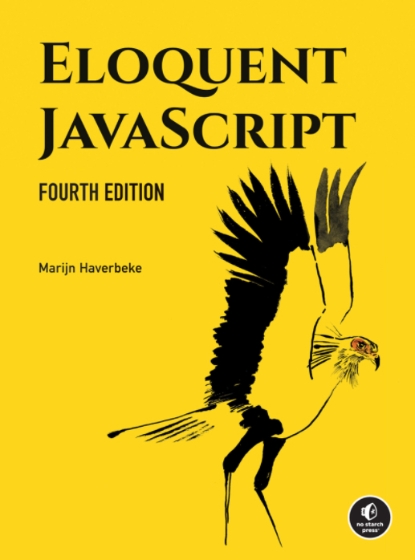 ELOQUENT
JAVASCRIPT
FOURTH EDITION
Marijn Haverbeke
no starch
press